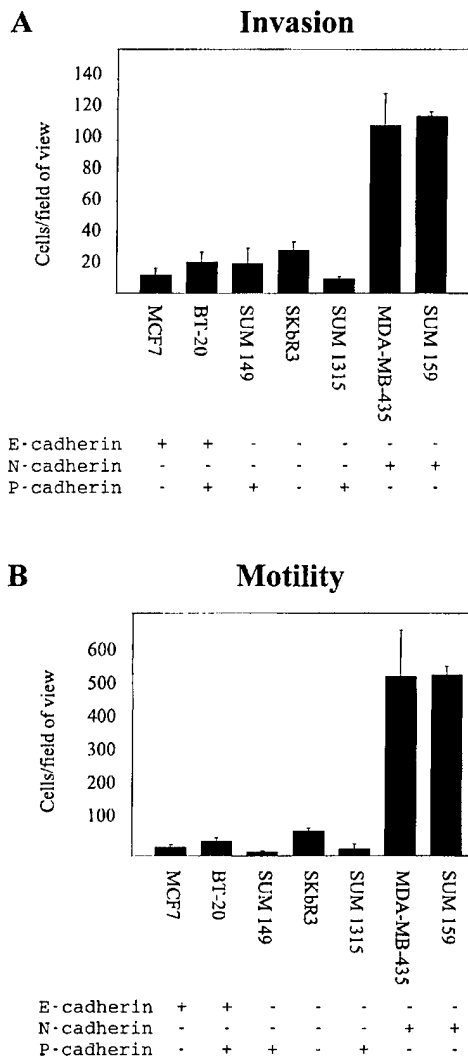 A Invasion
140
120
100
80
60
40
20
Cells/field of view
MCF7
BT-20
SUM 149
SKbR3
SUM 1315
MDA-MB-435
SUM 159
E-cadherin + + - - - - -
N-cadherin - - - - - + +
P-cadherin - + + - + - -
B Motility
600
500
400
300
200
100
Cells/field of view
MCF7
BT-20
SUM 149
SKbR3
SUM 1315
MDA-MB-435
SUM 159
E-cadherin + + - - - - -
N-cadherin - - - - - + +
P-cadherin - + + - + - -